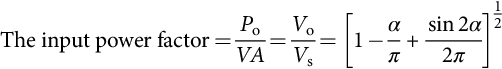 The input power factor = P_o/VA = V_o/V_s = [1 − α/π + sin 2α/2π]^(1/2)